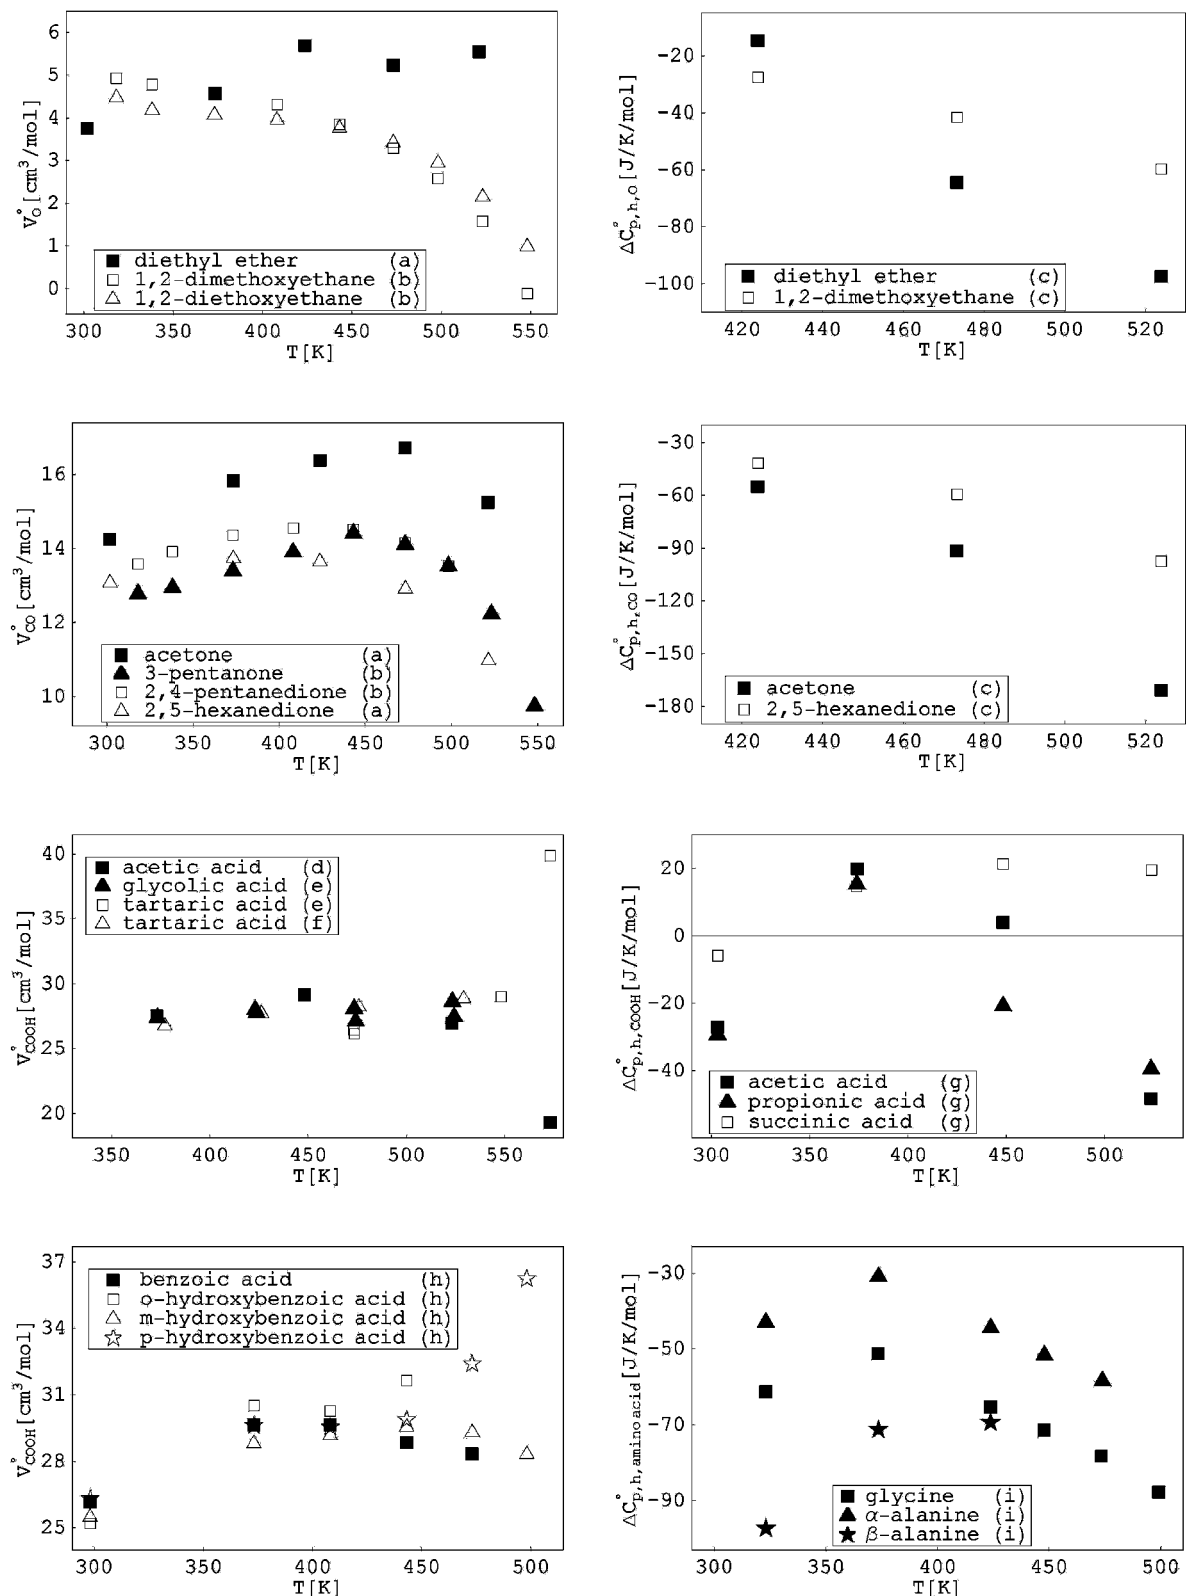 6
5
4
3
2
1
0
V°O[cm³/mol]
diethyl ether (a)
1,2-dimethoxyethane (b)
1,2-diethoxyethane (b)
300 350 400 450 500 550
T[K]
-20
-40
-60
-80
-100
ΔC°p,h,O[J/K/mol]
diethyl ether (c)
1,2-dimethoxyethane (c)
420 440 460 480 500 520
T[K]
16
14
12
10
V°CO[cm³/mol]
acetone (a)
3-pentanone (b)
2,4-pentanedione (b)
2,5-hexanedione (a)
300 350 400 450 500 550
T[K]
-30
-60
-90
-120
-150
-180
ΔC°p,h,CO[J/K/mol]
acetone (c)
2,5-hexanedione (c)
420 440 460 480 500 520
T[K]
40
30
20
V°COOH[cm³/mol]
acetic acid (d)
glycolic acid (e)
tartaric acid (e)
tartaric acid (f)
350 400 450 500 550
T[K]
20
0
-20
-40
ΔC°p,h,COOH[J/K/mol]
acetic acid (g)
propionic acid (g)
succinic acid (g)
300 350 400 450 500
T[K]
37
34
31
28
25
V°COOH[cm³/mol]
benzoic acid (h)
o-hydroxybenzoic acid (h)
m-hydroxybenzoic acid (h)
p-hydroxybenzoic acid (h)
300 350 400 450 500
T[K]
-30
-50
-70
-90
ΔC°p,h,aminoacid[J/K/mol]
glycine (i)
α-alanine (i)
β-alanine (i)
300 350 400 450 500
T[K]